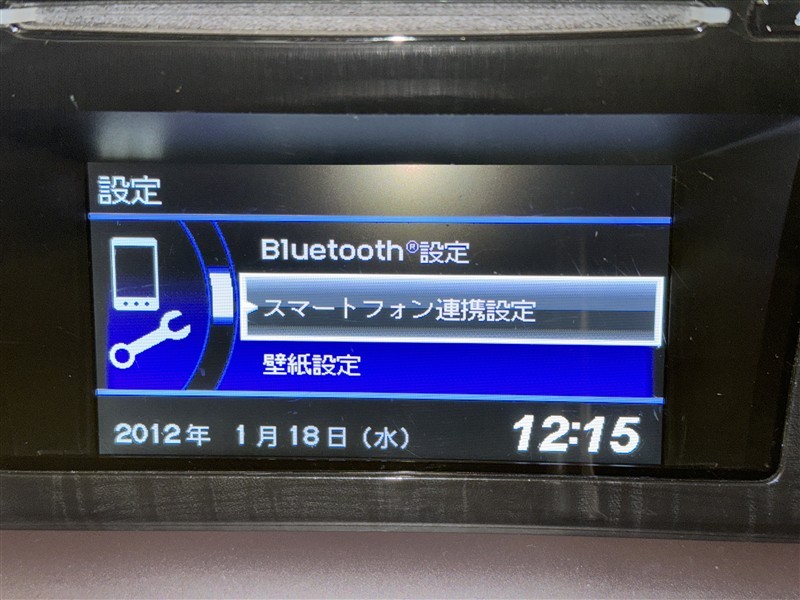 設定
Bluetooth®設定
スマートフォン連携設定
壁紙設定
2012年 1月18日（水） 12:15